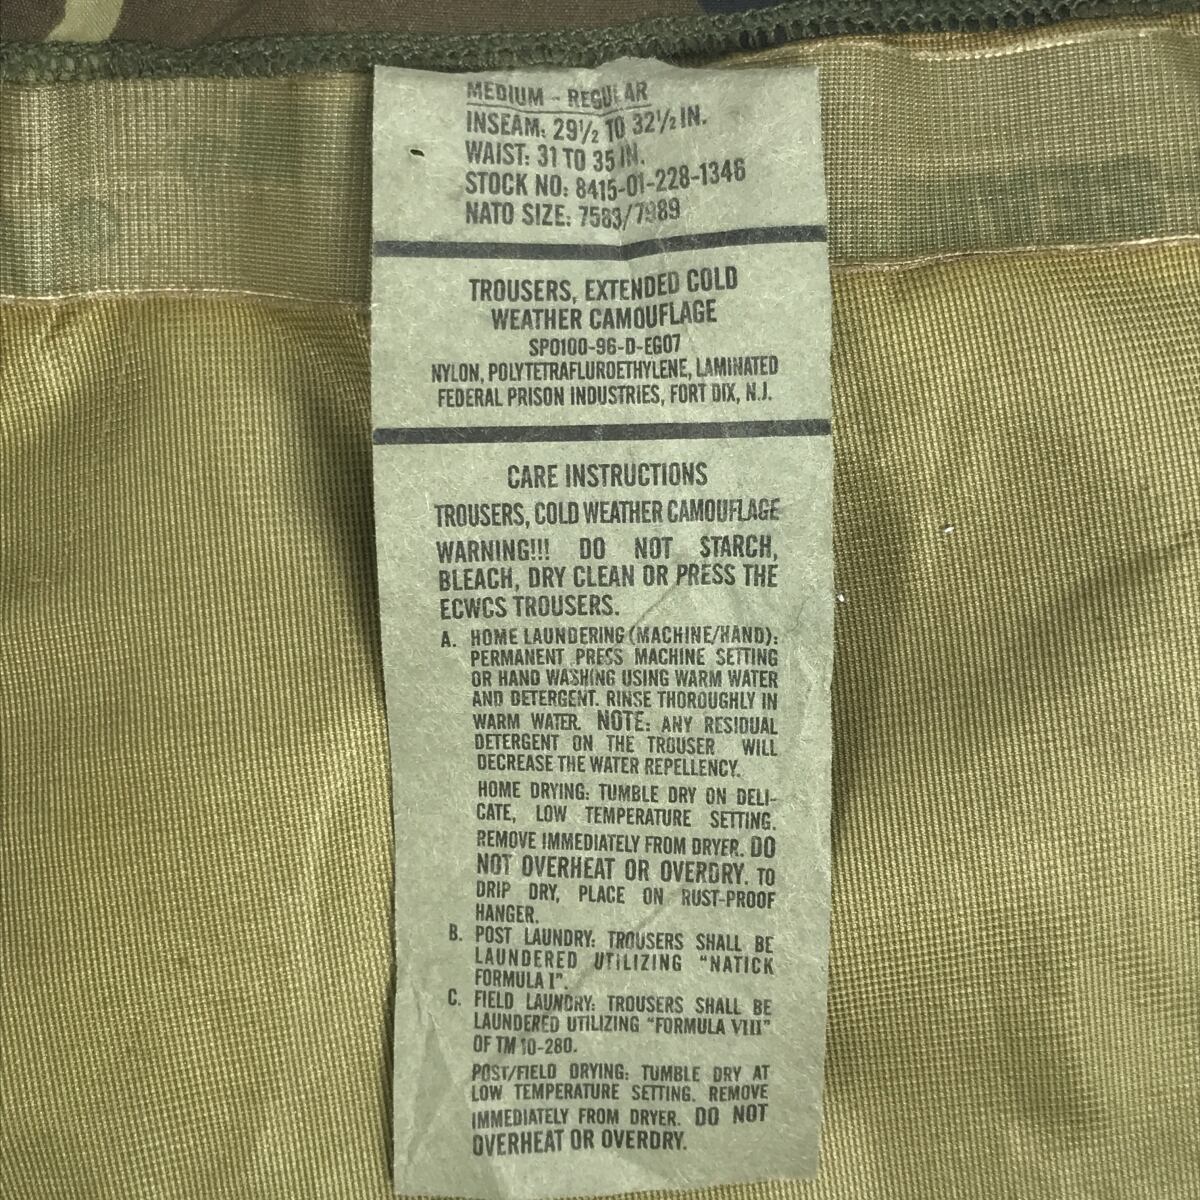 MEDIUM - REGULAR
INSEAM: 29½ TO 32½ IN.
WAIST: 31 TO 35 IN.
STOCK NO: 8415-01-228-1346
NATO SIZE: 7583/7989
TROUSERS, EXTENDED COLD
WEATHER CAMOUFLAGE
SPO100-96-D-EG07
NYLON, POLYTETRAFLUROETHYLENE, LAMINATED
FEDERAL PRISON INDUSTRIES, FORT DIX, N.J.
CARE INSTRUCTIONS
TROUSERS, COLD WEATHER CAMOUFLAGE
WARNING!!! DO NOT STARCH,
BLEACH, DRY CLEAN OR PRESS THE
ECWCS TROUSERS.
A. HOME LAUNDERING (MACHINE/HAND):
PERMANENT PRESS MACHINE SETTING
OR HAND WASHING USING WARM WATER
AND DETERGENT. RINSE THOROUGHLY IN
WARM WATER. NOTE: ANY RESIDUAL
DETERGENT ON THE TROUSER WILL
DECREASE THE WATER REPELLENCY.
HOME DRYING: TUMBLE DRY ON DELI-
CATE, LOW TEMPERATURE SETTING.
REMOVE IMMEDIATELY FROM DRYER. DO
NOT OVERHEAT OR OVERDRY. TO
DRIP DRY, PLACE ON RUST-PROOF
HANGER.
B. POST LAUNDRY: TROUSERS SHALL BE
LAUNDERED UTILIZING "NATICK
FORMULA I".
C. FIELD LAUNDRY: TROUSERS SHALL BE
LAUNDERED UTILIZING "FORMULA VIII"
OF TM 10-280.
POST/FIELD DRYING: TUMBLE DRY AT
LOW TEMPERATURE SETTING. REMOVE
IMMEDIATELY FROM DRYER. DO NOT
OVERHEAT OR OVERDRY.